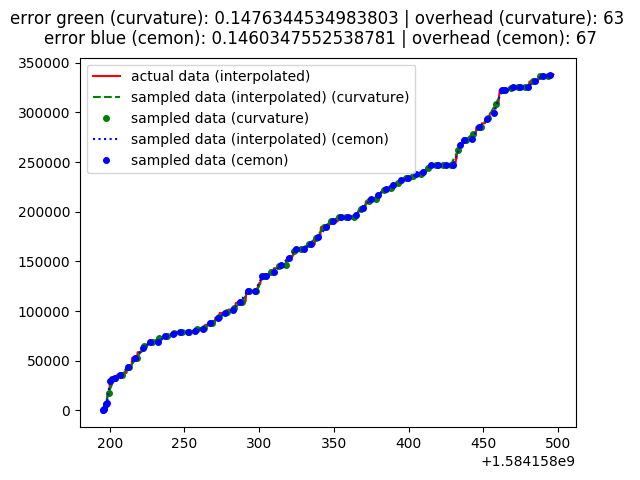 error green (curvature): 0.1476344534983803 | overhead (curvature): 63
error blue (cemon): 0.1460347552538781 | overhead (cemon): 67
350000
300000
250000
200000
150000
100000
50000
0
actual data (interpolated)
sampled data (interpolated) (curvature)
sampled data (curvature)
sampled data (interpolated) (cemon)
sampled data (cemon)
200 250 300 350 400 450 500
+1.584158e9